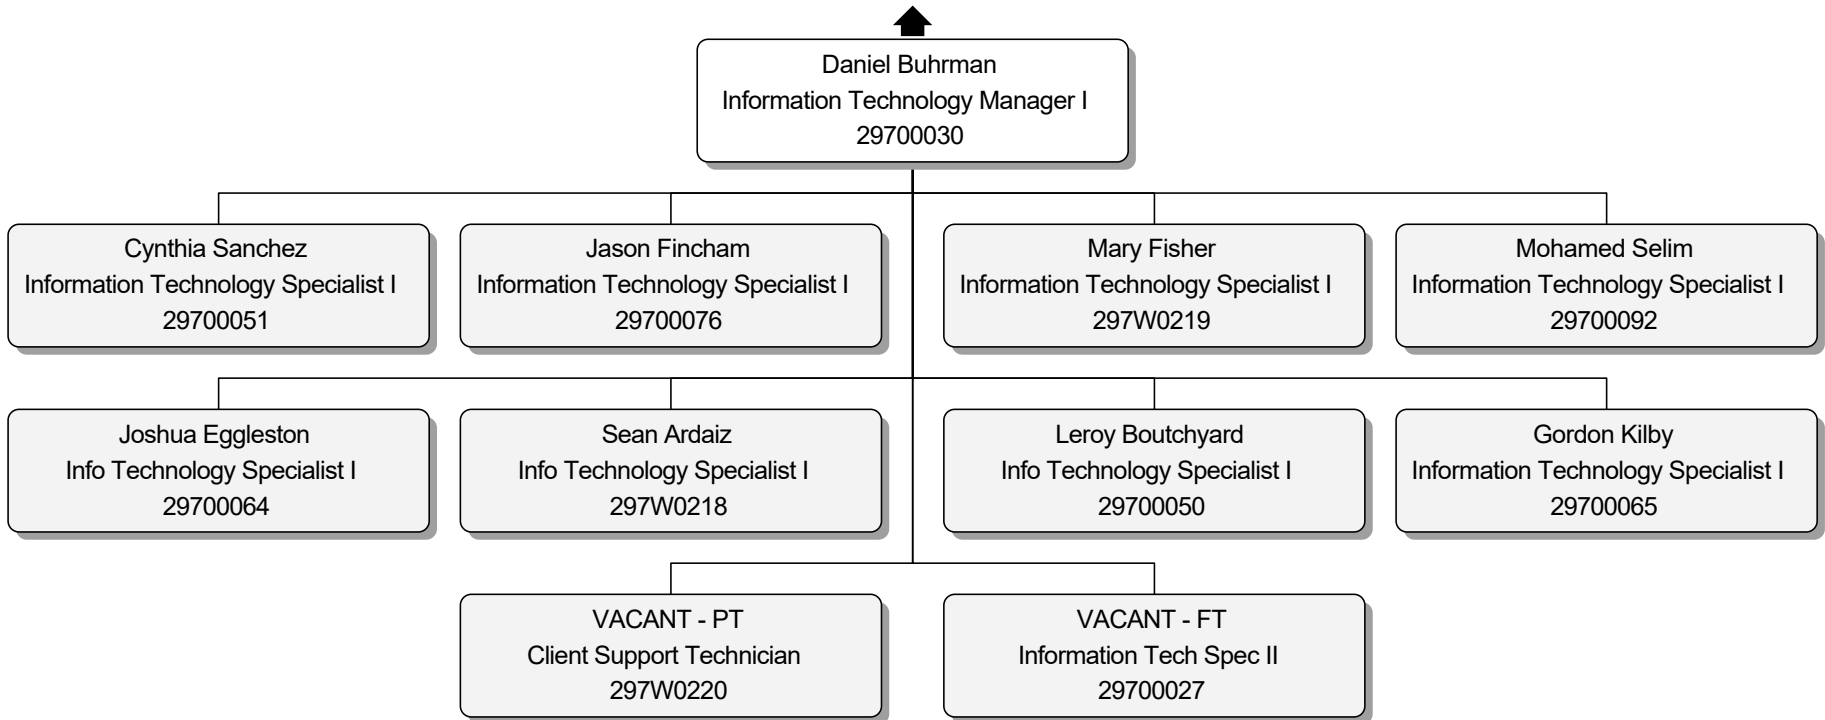 Daniel Buhrman
Information Technology Manager I
29700030
Cynthia Sanchez
Information Technology Specialist I
29700051
Jason Fincham
Information Technology Specialist I
29700076
Mary Fisher
Information Technology Specialist I
297W0219
Mohamed Selim
Information Technology Specialist I
29700092
Joshua Eggleston
Info Technology Specialist I
29700064
Sean Ardaiz
Info Technology Specialist I
297W0218
Leroy Boutchyard
Info Technology Specialist I
29700050
Gordon Kilby
Information Technology Specialist I
29700065
VACANT - PT
Client Support Technician
297W0220
VACANT - FT
Information Tech Spec II
29700027